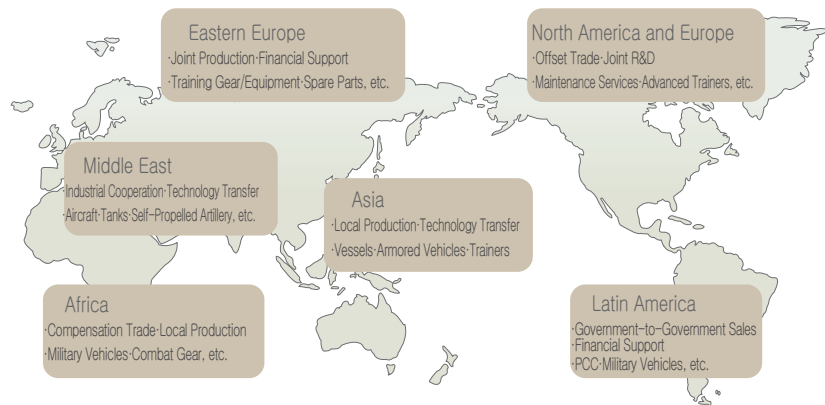 Eastern Europe
·Joint Production·Financial Support
·Training Gear/Equipment·Spare Parts, etc.
North America and Europe
·Offset Trade·Joint R&D
·Maintenance Services·Advanced Trainers, etc.
Middle East
·Industrial Cooperation·Technology Transfer
·Aircraft·Tanks·Self-Propelled Artillery, etc.
Asia
·Local Production·Technology Transfer
·Vessels·Armored Vehicles·Trainers
Africa
·Compensation Trade·Local Production
·Military Vehicles·Combat Gear, etc.
Latin America
·Government-to-Government Sales
·Financial Support
·PCC·Military Vehicles, etc.